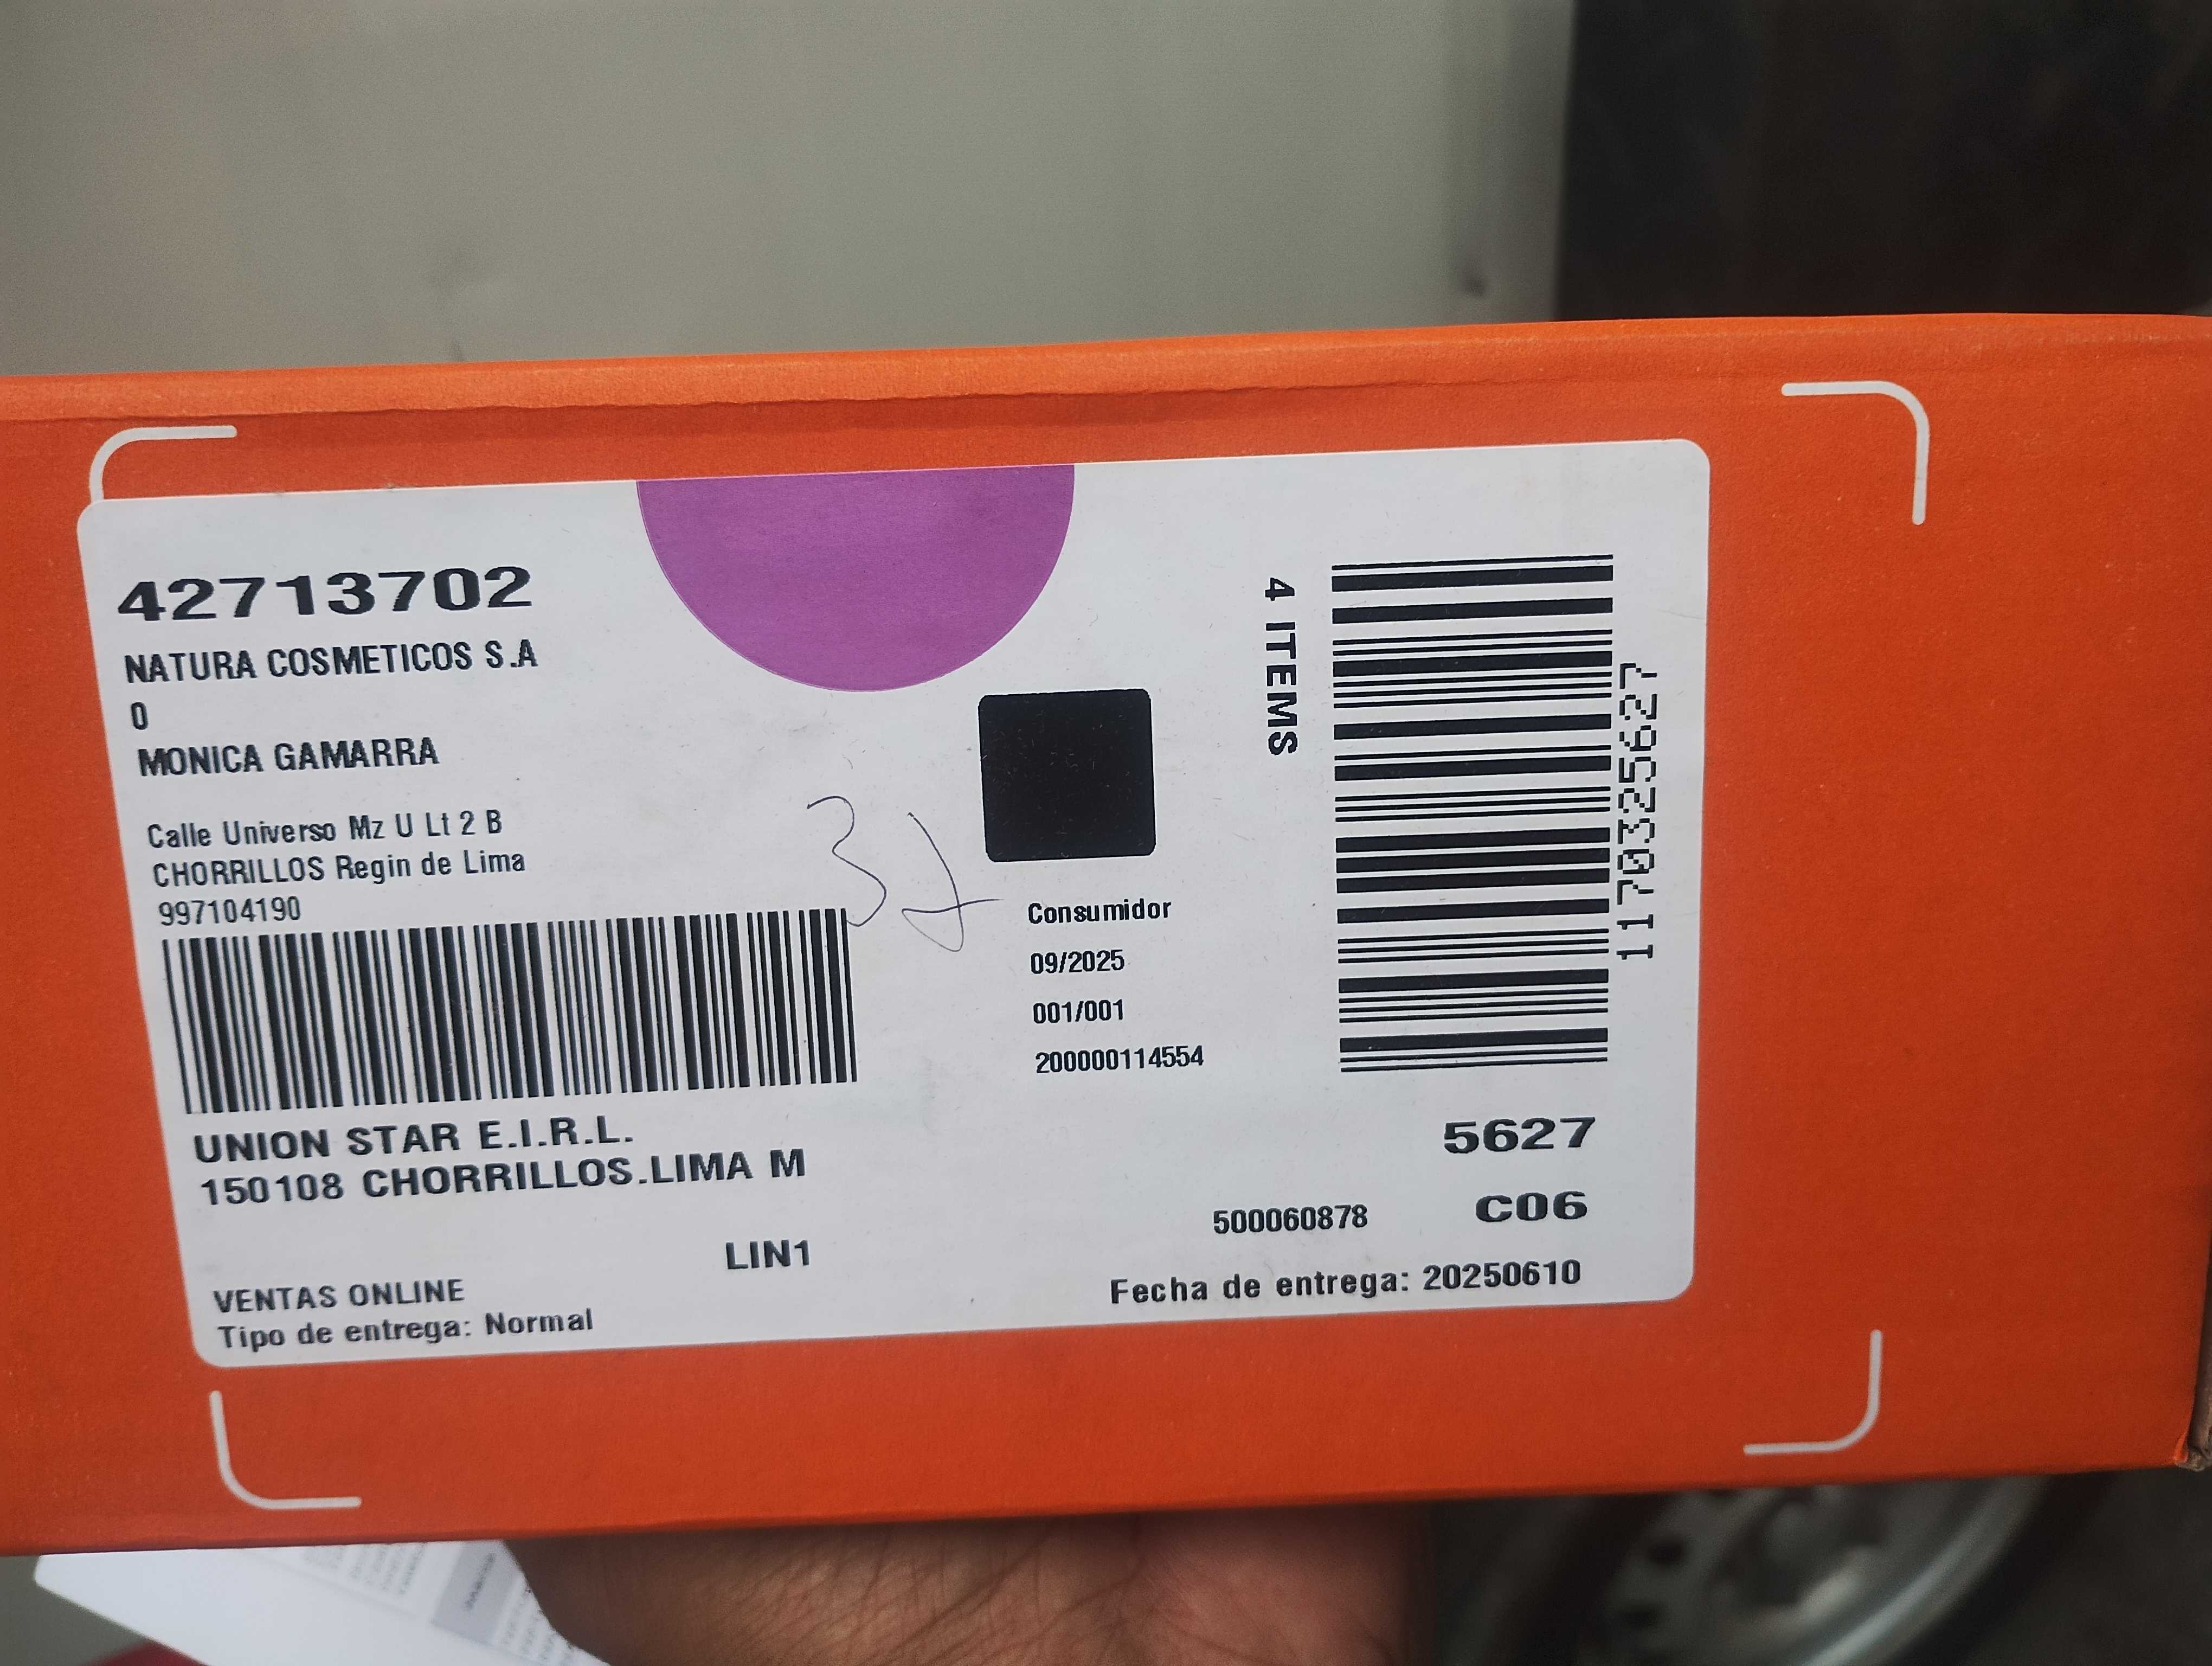 42713702
NATURA COSMETICOS S.A
0
MONICA GAMARRA
Calle Universo Mz U Lt 2 B
CHORRILLOS Regin de Lima
997104190
UNION STAR E.I.R.L.
150108 CHORRILLOS.LIMA M
LIN1
VENTAS ONLINE
Tipo de entrega: Normal
Consumidor
09/2025
001/001
200000114554
4 ITEMS
1170325627
5627
500060878 C06
Fecha de entrega: 20250610